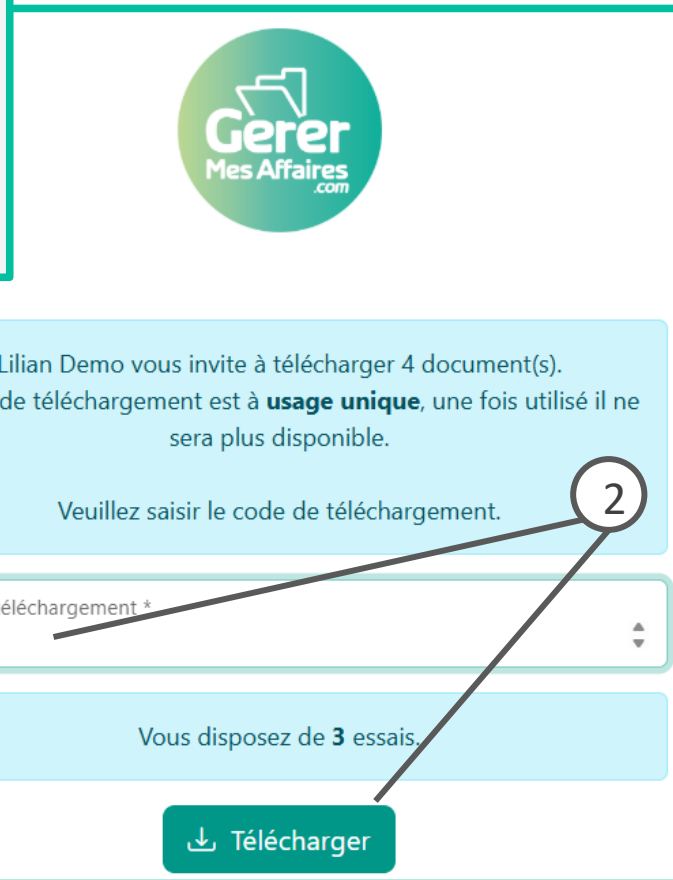 Gerer
Mes Affaires
.com
Lilian Demo vous invite à télécharger 4 document(s).
de téléchargement est à usage unique, une fois utilisé il ne
sera plus disponible.
2
Veuillez saisir le code de téléchargement.
éléchargement *
Vous disposez de 3 essais.
Télécharger